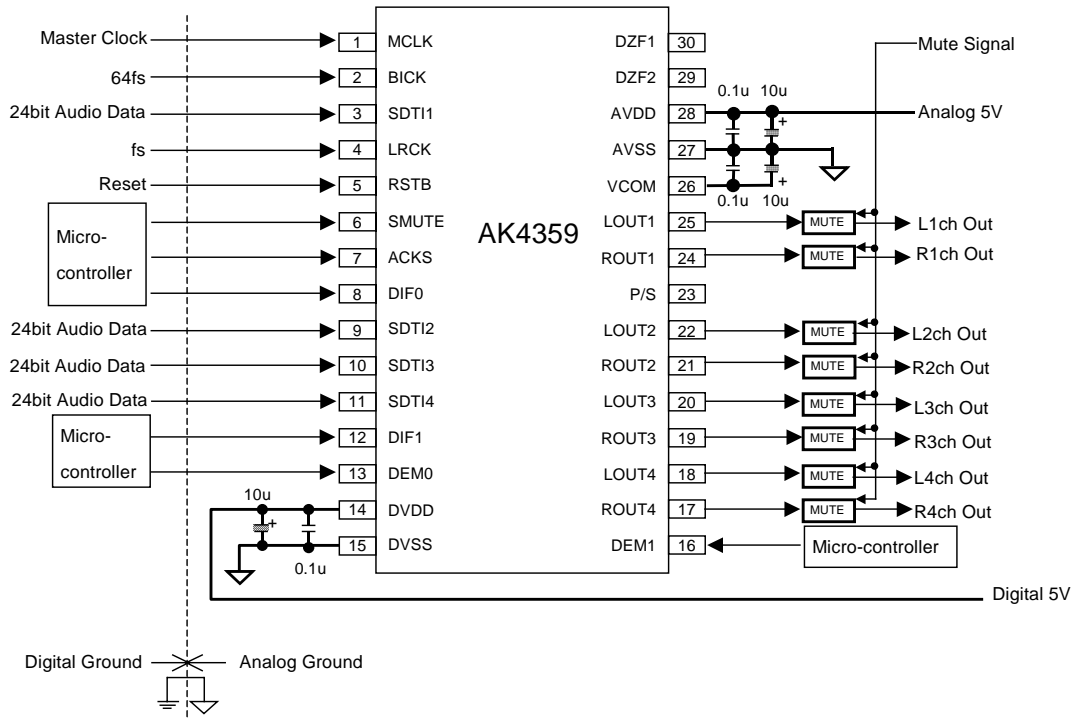 Master Clock 1 MCLK DZF1 30 Mute Signal
64fs 2 BICK DZF2 29
0.1u 10u
24bit Audio Data 3 SDTI1 AVDD 28 + Analog 5V
fs 4 LRCK AVSS 27
Reset 5 RSTB VCOM 26 +
0.1u 10u
6 SMUTE LOUT1 25 MUTE L1ch Out
Micro-
controller
AK4359
7 ACKS ROUT1 24 MUTE R1ch Out
8 DIF0 P/S 23
24bit Audio Data 9 SDTI2 LOUT2 22 MUTE L2ch Out
24bit Audio Data 10 SDTI3 ROUT2 21 MUTE R2ch Out
24bit Audio Data 11 SDTI4 LOUT3 20 MUTE L3ch Out
Micro-
controller
12 DIF1 ROUT3 19 MUTE R3ch Out
13 DEM0 LOUT4 18 MUTE L4ch Out
10u
14 DVDD ROUT4 17 MUTE R4ch Out
+
15 DVSS DEM1 16 Micro-controller
0.1u
Digital 5V
Digital Ground Analog Ground